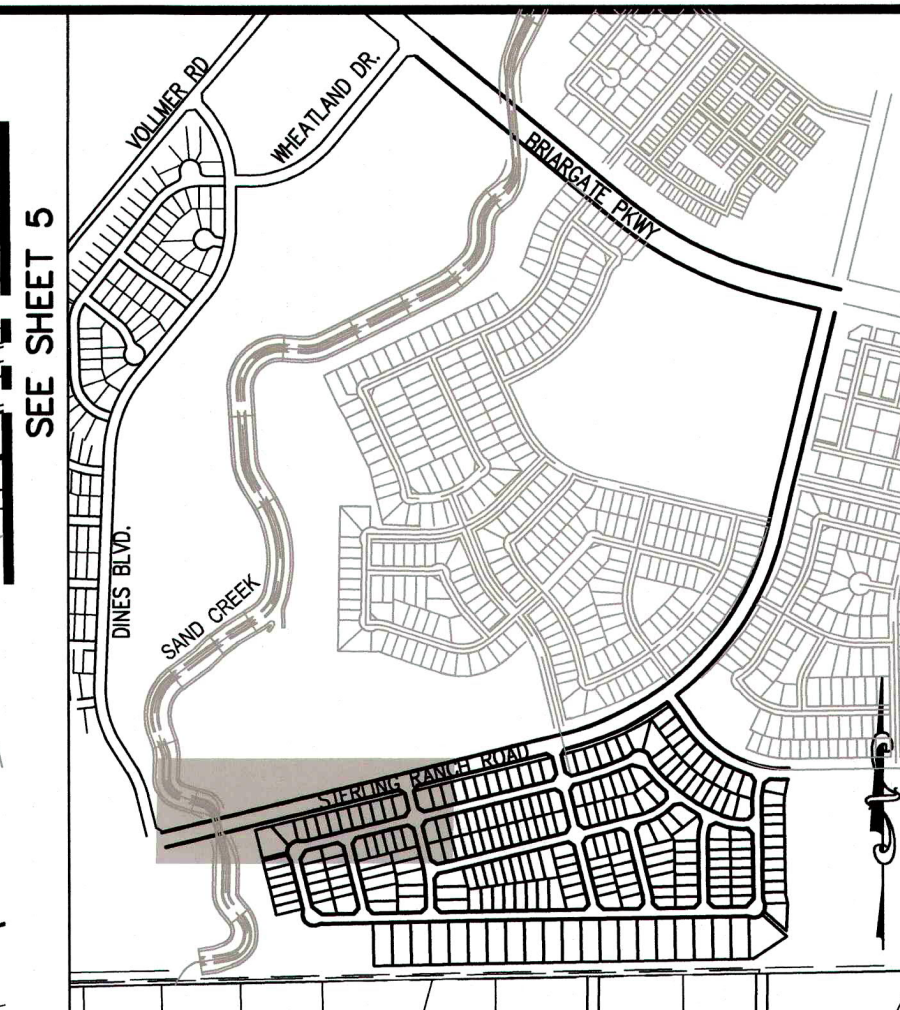 VOLLMER RD
WHEATLAND DR.
BRIARGATE PKWY
SEE SHEET 5
DINES BLVD.
SAND CREEK
STERLING RANCH ROAD